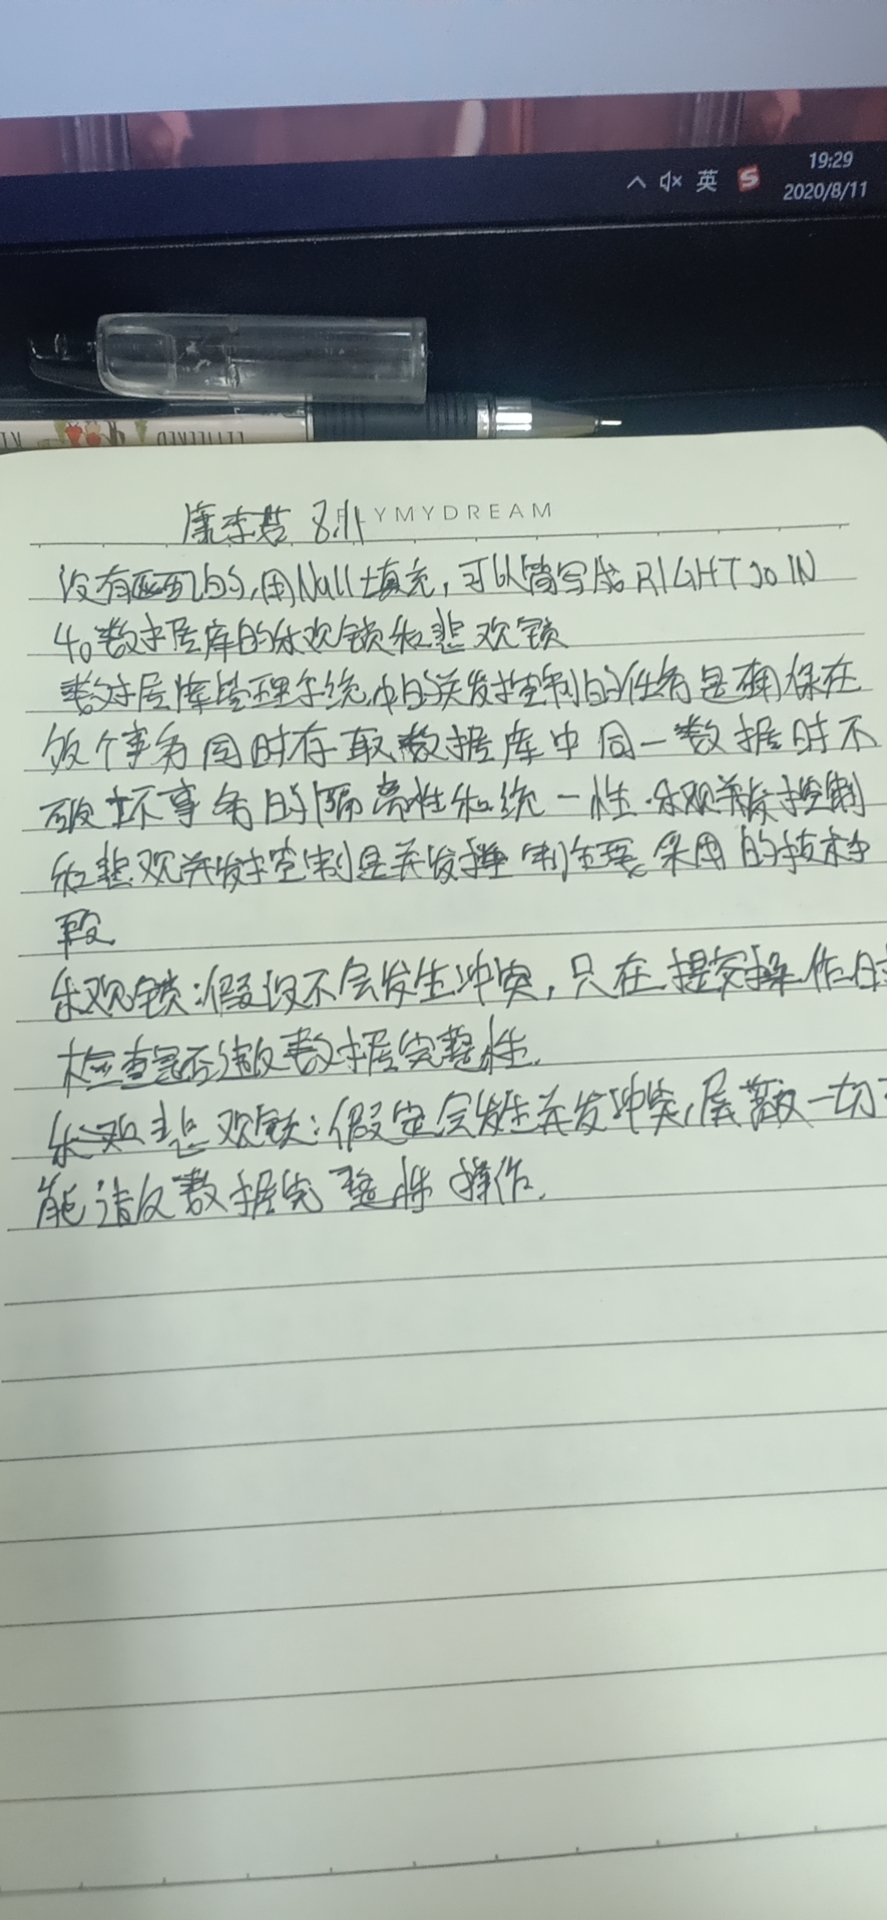 19:29
英
2020/8/11
康李哲 8.11
YMYDREAM
没有匹配的,用Null填充,可以简写成RIGHT JOIN
40数据库的乐观锁和悲观锁
数据库管理系统中的并发控制的任务是确保在
多个事务同时存取数据库中同一数据时不
破坏事务的隔离性和统一性.乐观并发控制
和悲观并发控制是并发控制主要采用的技术手
段
乐观锁:假设不会发生冲突,只在提交操作时
检查是否违反数据完整性.
悲观锁:假定会发生并发冲突,屏蔽一切可
能违反数据完整性操作.